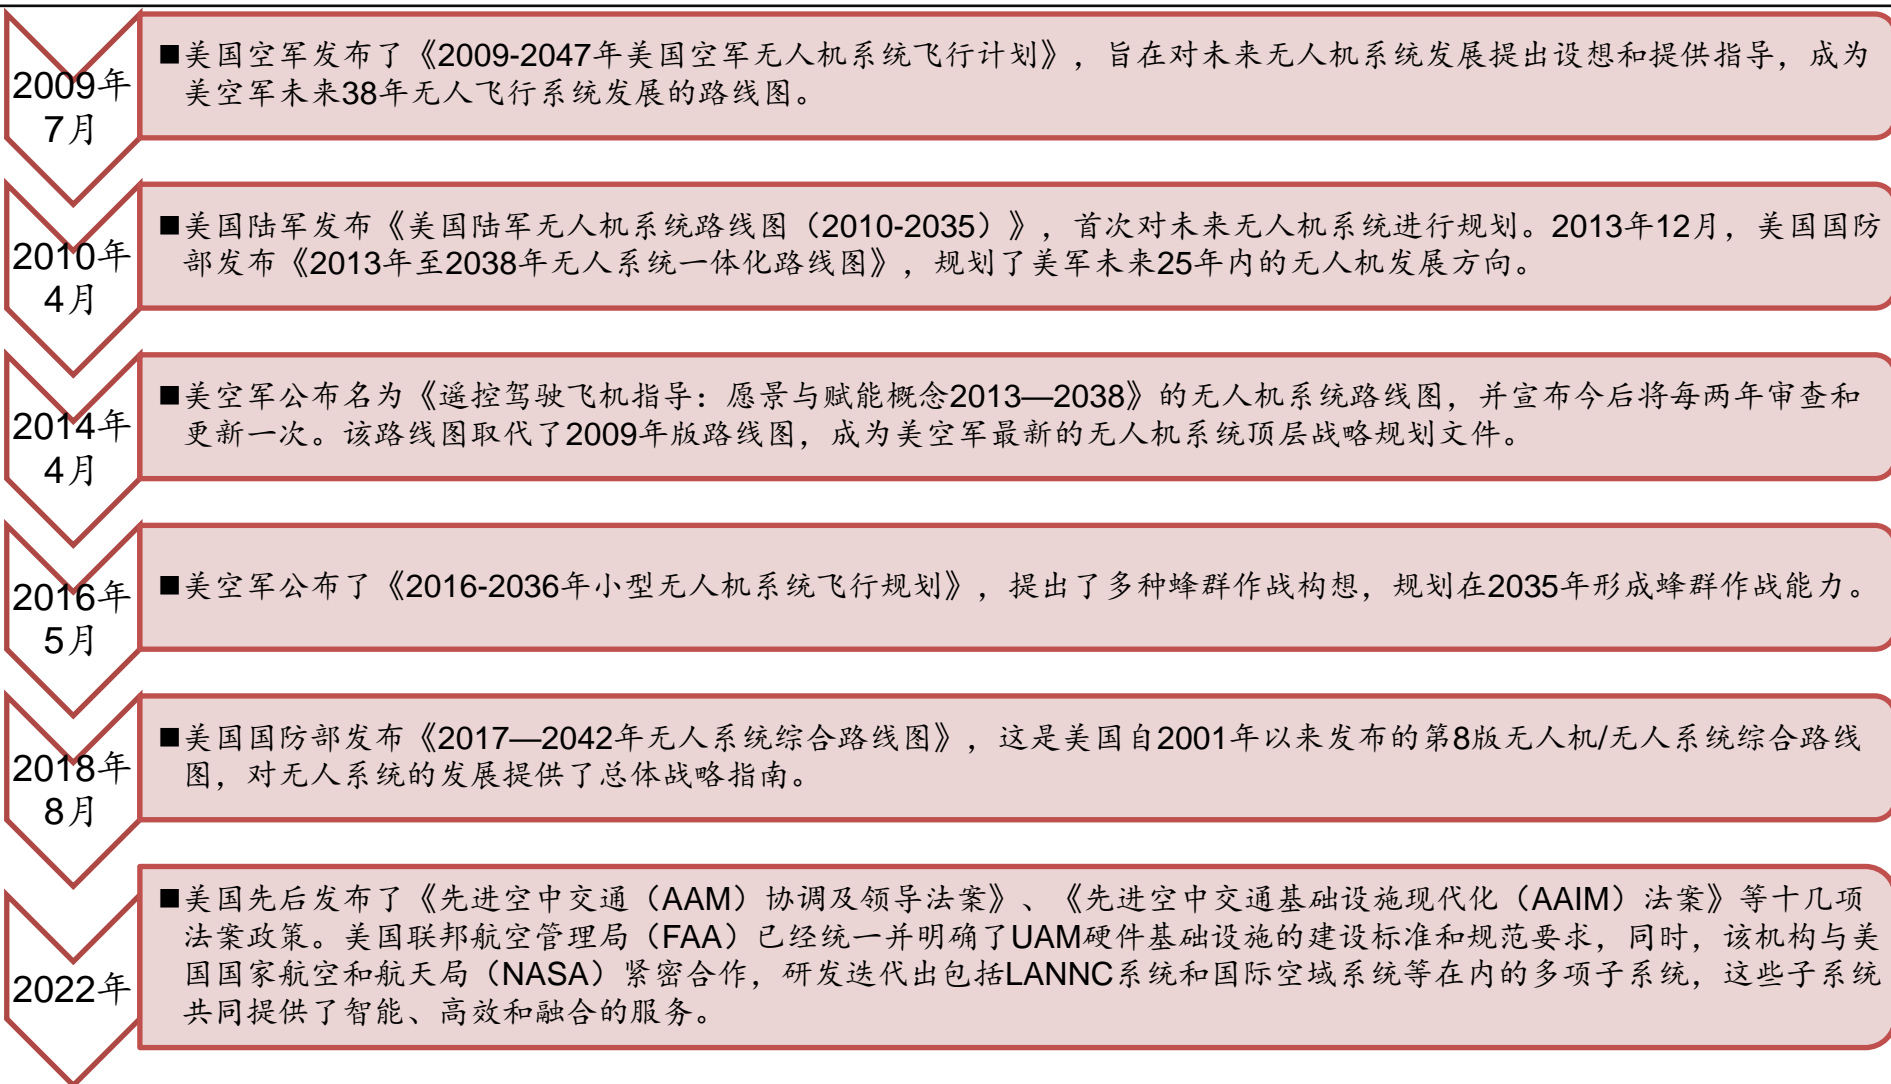 2009年
7月
■美国空军发布了《2009-2047年美国空军无人机系统飞行计划》，旨在对未来无人机系统发展提出设想和提供指导，成为
美空军未来38年无人飞行系统发展的路线图。
2010年
4月
■美国陆军发布《美国陆军无人机系统路线图（2010-2035）》，首次对未来无人机系统进行规划。2013年12月，美国国防
部发布《2013年至2038年无人系统一体化路线图》，规划了美军未来25年内的无人机发展方向。
2014年
4月
■美空军公布名为《遥控驾驶飞机指导：愿景与赋能概念2013—2038》的无人机系统路线图，并宣布今后将每两年审查和
更新一次。该路线图取代了2009年版路线图，成为美空军最新的无人机系统顶层战略规划文件。
2016年
5月
■美空军公布了《2016-2036年小型无人机系统飞行规划》，提出了多种蜂群作战构想，规划在2035年形成蜂群作战能力。
2018年
8月
■美国国防部发布《2017—2042年无人系统综合路线图》，这是美国自2001年以来发布的第8版无人机/无人系统综合路线
图，对无人系统的发展提供了总体战略指南。
2022年
■美国先后发布了《先进空中交通（AAM）协调及领导法案》、《先进空中交通基础设施现代化（AAIM）法案》等十几项
法案政策。美国联邦航空管理局（FAA）已经统一并明确了UAM硬件基础设施的建设标准和规范要求，同时，该机构与美
国国家航空和航天局（NASA）紧密合作，研发迭代出包括LANNC系统和国际空域系统等在内的多项子系统，这些子系统
共同提供了智能、高效和融合的服务。